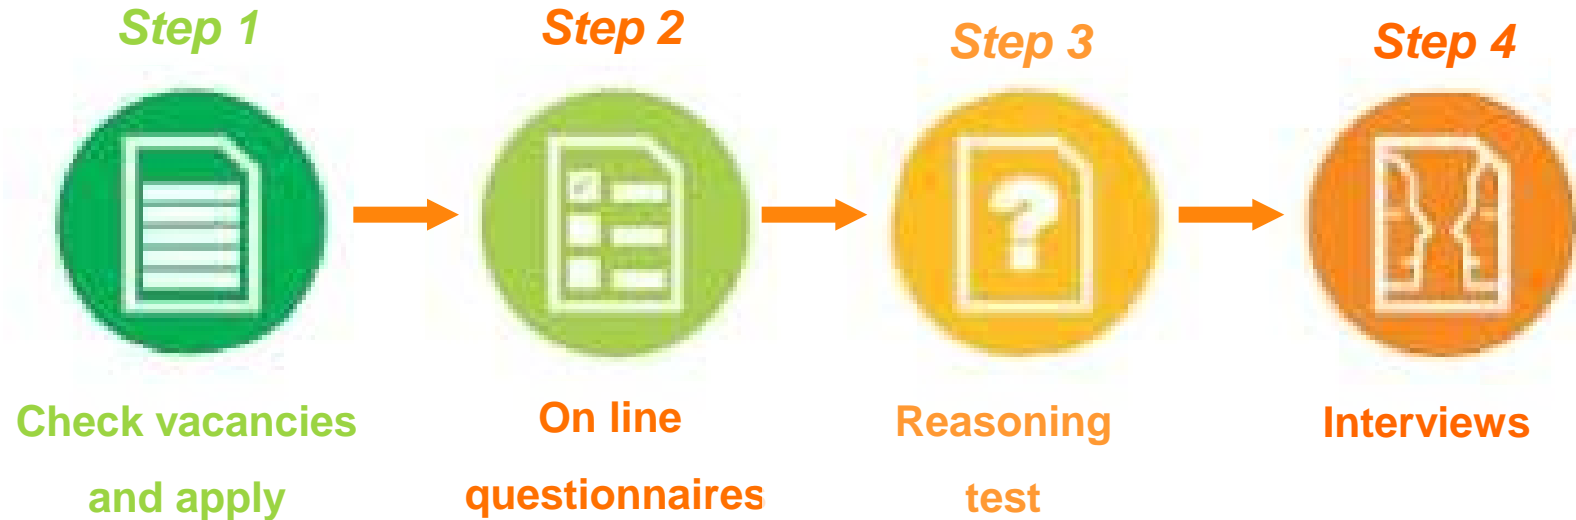 Step 1
Check vacancies
and apply
Step 2
On line
questionnaires
Step 3
Reasoning
test
Step 4
Interviews